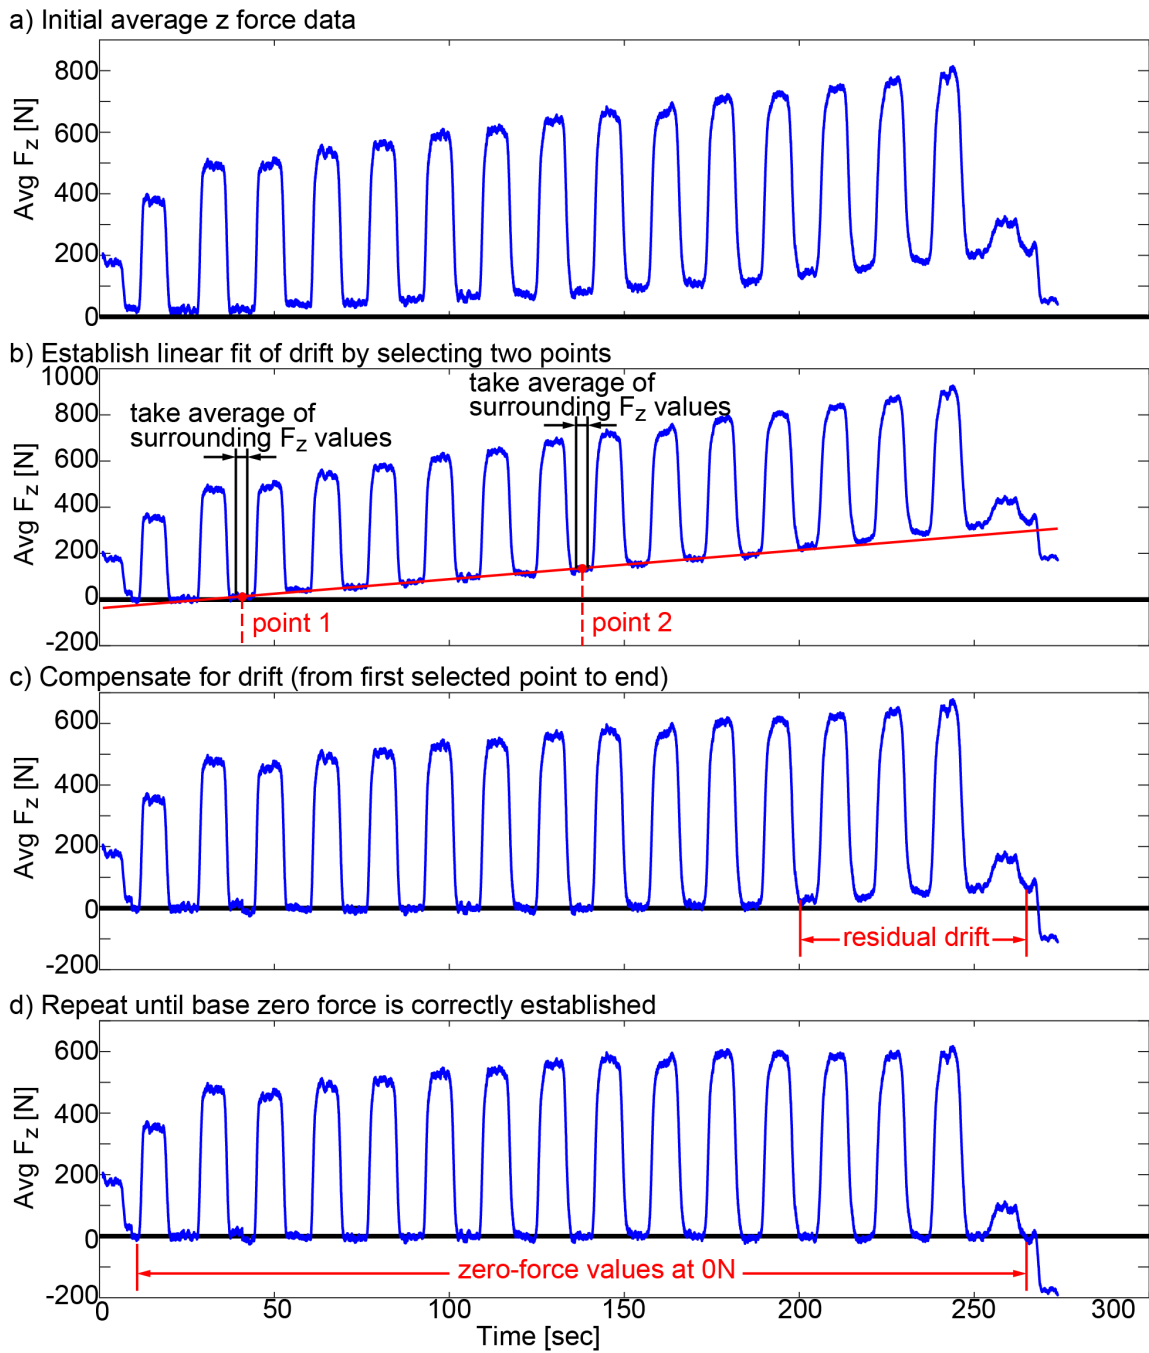 a) Initial average z force data
800
600
400
200
0
Avg Fz [N]
b) Establish linear fit of drift by selecting two points
1000
800
600
400
200
0
-200
Avg Fz [N]
take average of
surrounding Fz values
take average of
surrounding Fz values
point 1
point 2
c) Compensate for drift (from first selected point to end)
600
400
200
0
-200
Avg Fz [N]
residual drift
d) Repeat until base zero force is correctly established
600
400
200
0
-200
Avg Fz [N]
zero-force values at 0N
0 50 100 150 200 250 300
Time [sec]